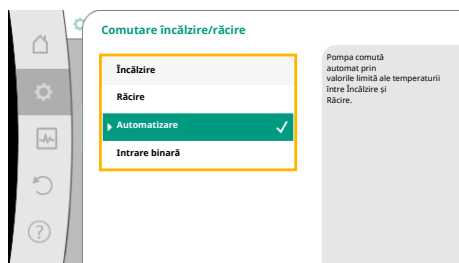 Comutare încălzire/răcire
Încălzire
Răcire
Automatizare
Intrare binară
Pompa comută
automat prin
valorile limită ale temperaturii
între Încălzire și
Răcire.
?